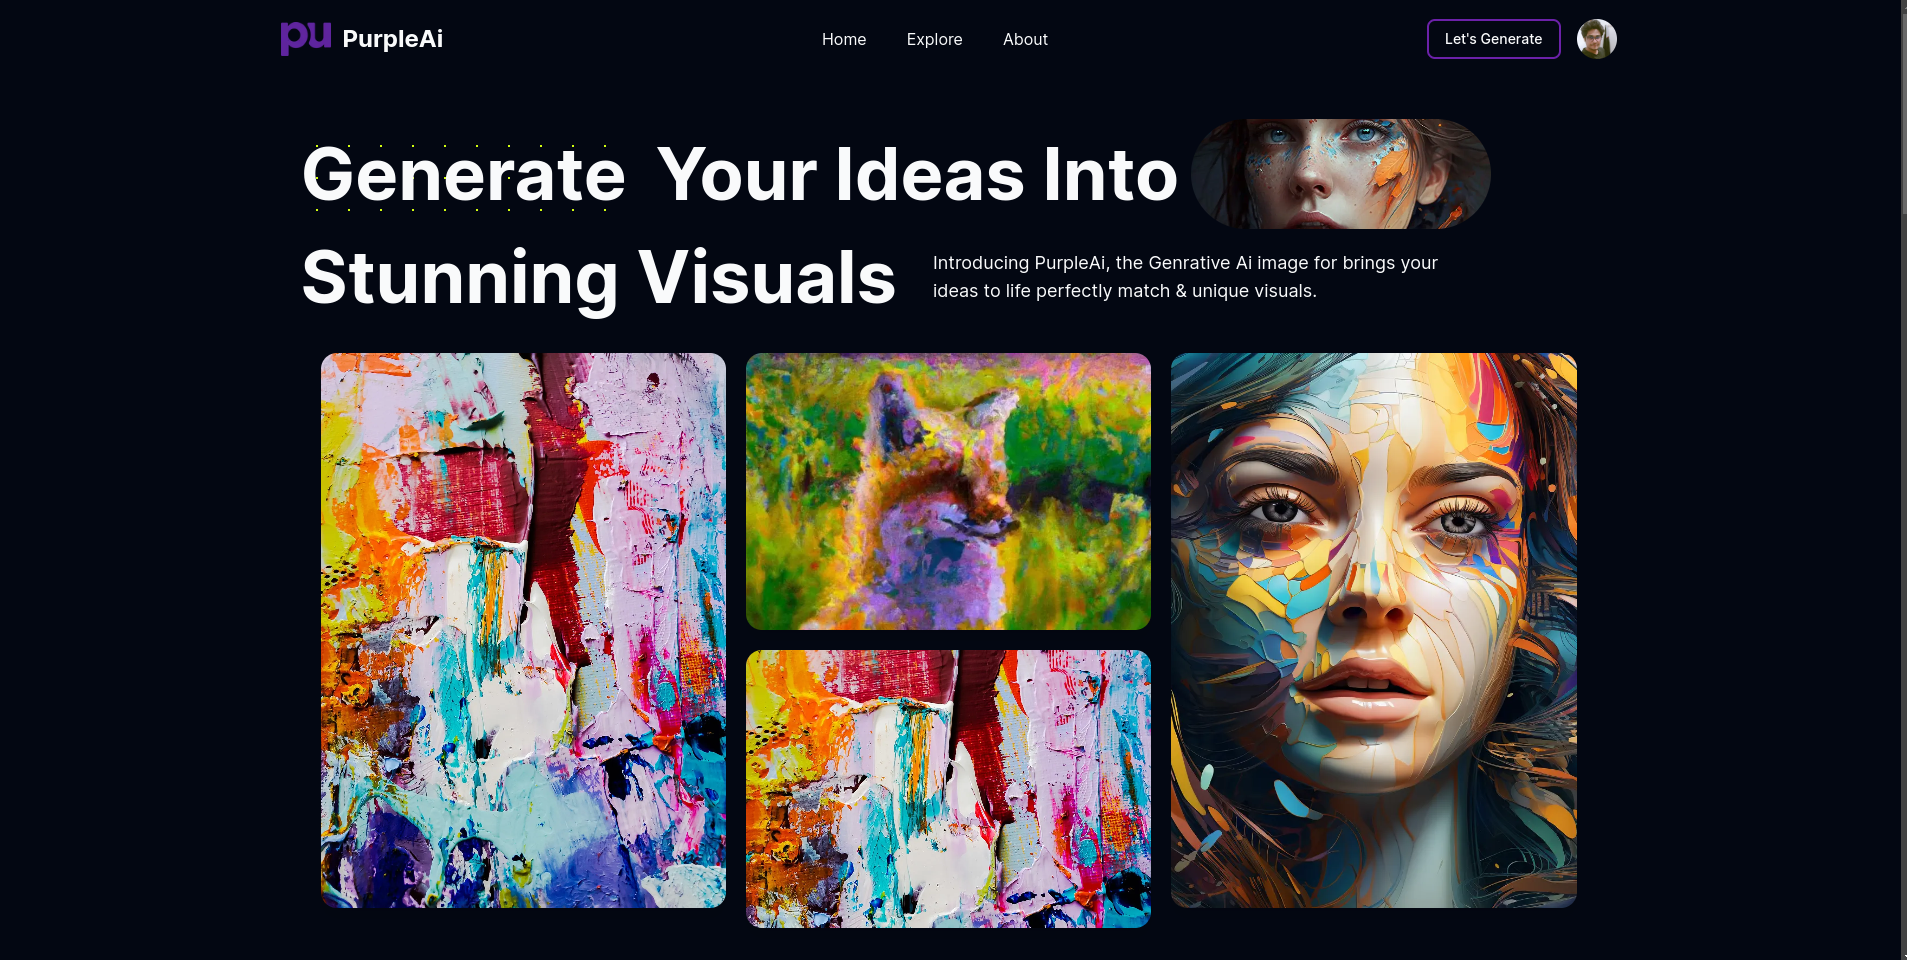 pu PurpleAi
Home Explore About
Let's Generate
Generate Your Ideas Into
Stunning Visuals
Introducing PurpleAi, the Genrative Ai image for brings your
ideas to life perfectly match & unique visuals.